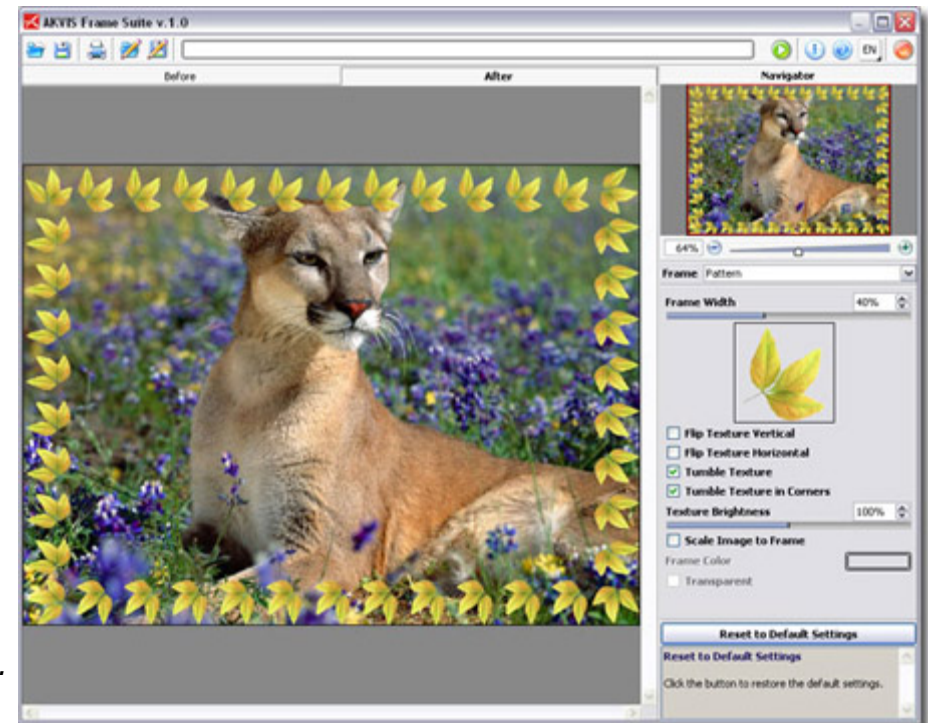 AKVIS Frame Suite v.1.0
EN
Before
After
Navigator
64%
Frame Pattern
Frame Width 40%
Flip Texture Vertical
Flip Texture Horizontal
Tumble Texture
Tumble Texture in Corners
Texture Brightness 100%
Scale Image to Frame
Frame Color
Transparent
Reset to Default Settings
Reset to Default Settings
Click the button to restore the default settings.